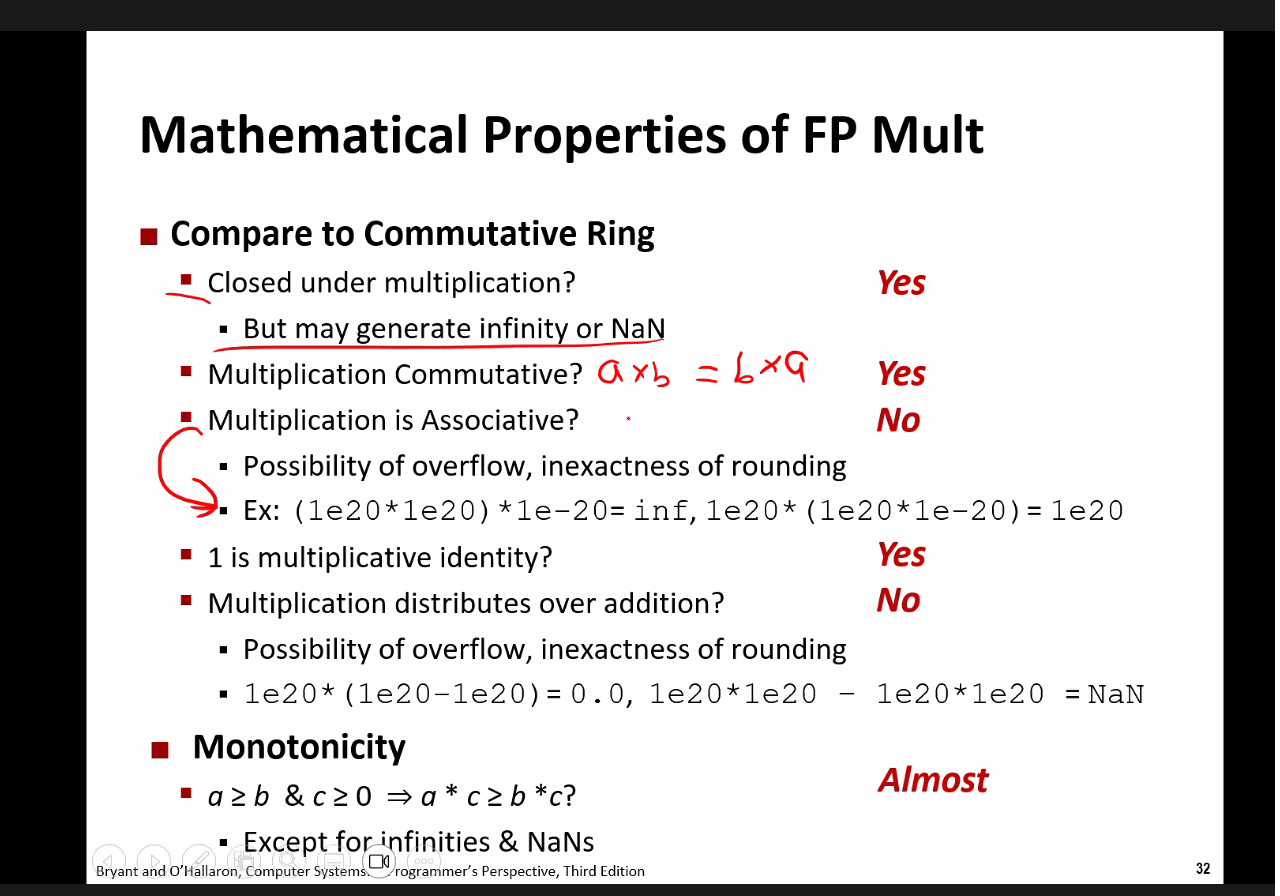 Mathematical Properties of FP Mult
■ Compare to Commutative Ring
▪ Closed under multiplication? Yes
▪ But may generate infinity or NaN
▪ Multiplication Commutative? a×b = b×a Yes
▪ Multiplication is Associative? No
▪ Possibility of overflow, inexactness of rounding
▪ Ex: (1e20*1e20)*1e-20= inf, 1e20*(1e20*1e-20)= 1e20
▪ 1 is multiplicative identity? Yes
▪ Multiplication distributes over addition? No
▪ Possibility of overflow, inexactness of rounding
▪ 1e20*(1e20-1e20)= 0.0, 1e20*1e20 – 1e20*1e20 = NaN
■ Monotonicity
▪ a ≥ b & c ≥ 0 ⇒ a * c ≥ b *c? Almost
▪ Except for infinities & NaNs
Bryant and O'Hallaron, Computer Systems: A Programmer's Perspective, Third Edition 32